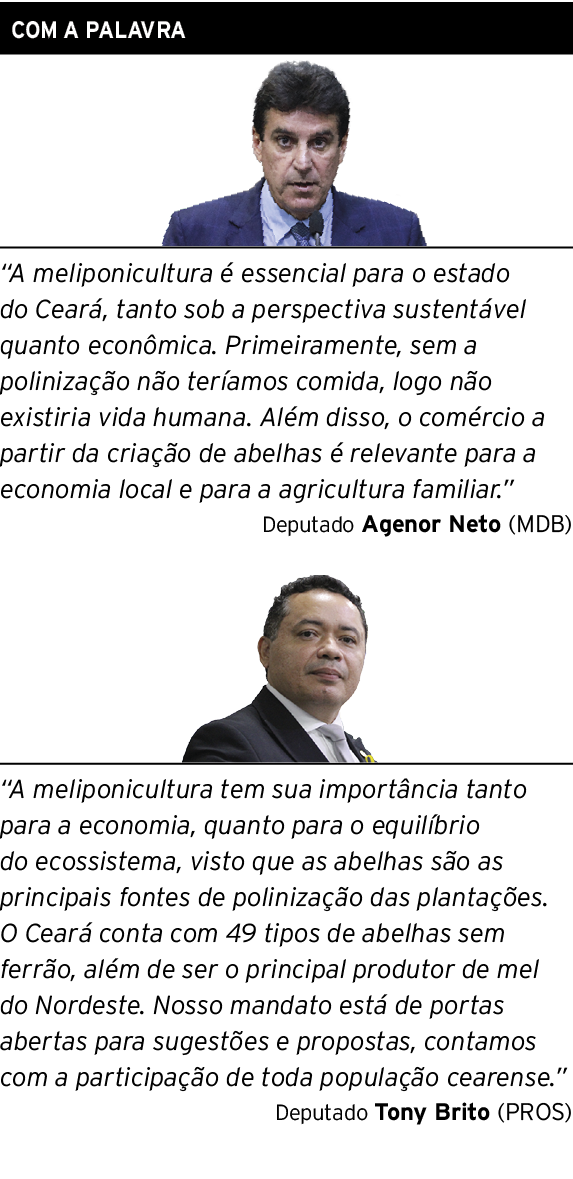 COM A PALAVRA
“A meliponicultura é essencial para o estado
do Ceará, tanto sob a perspectiva sustentável
quanto econômica. Primeiramente, sem a
polinização não teríamos comida, logo não
existiria vida humana. Além disso, o comércio a
partir da criação de abelhas é relevante para a
economia local e para a agricultura familiar.”
Deputado Agenor Neto (MDB)
“A meliponicultura tem sua importância tanto
para a economia, quanto para o equilíbrio
do ecossistema, visto que as abelhas são as
principais fontes de polinização das plantações.
O Ceará conta com 49 tipos de abelhas sem
ferrão, além de ser o principal produtor de mel
do Nordeste. Nosso mandato está de portas
abertas para sugestões e propostas, contamos
com a participação de toda população cearense.”
Deputado Tony Brito (PROS)